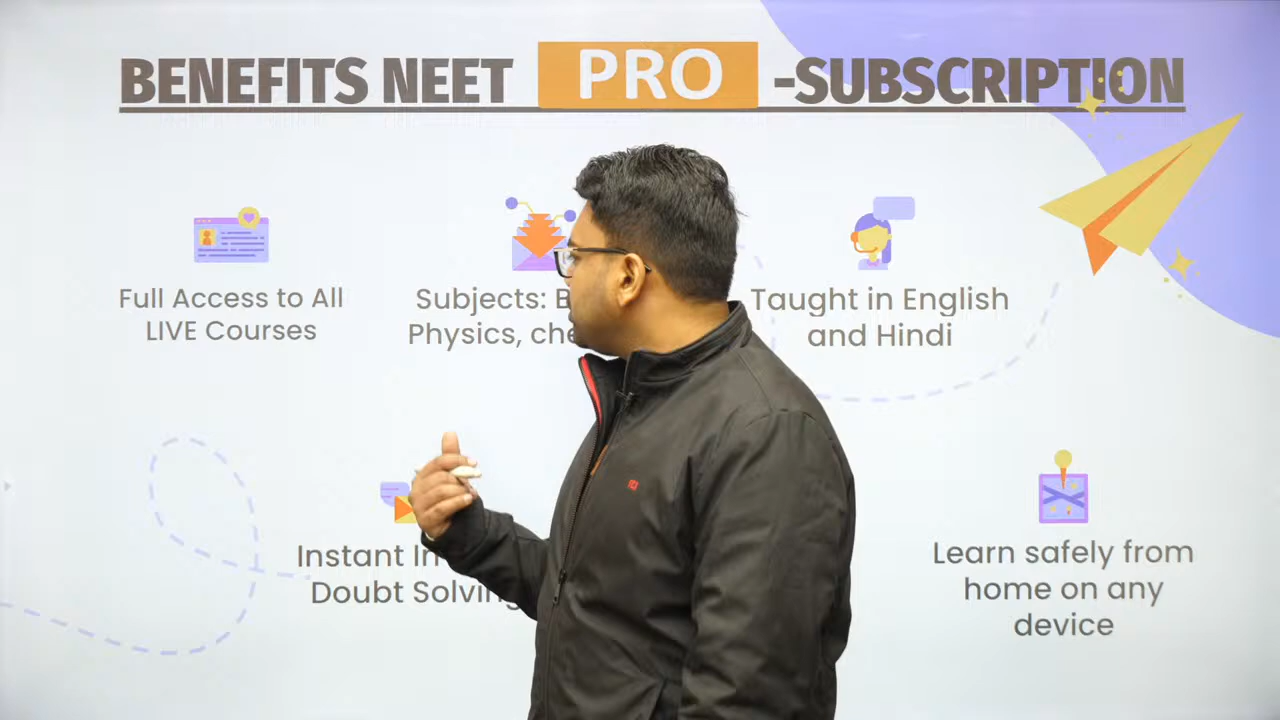 BENEFITS NEET PRO -SUBSCRIPTION
Full Access to All
LIVE Courses
Subjects:
Physics,
Taught in English
and Hindi
Instant
Doubt Solving
Learn safely from
home on any
device